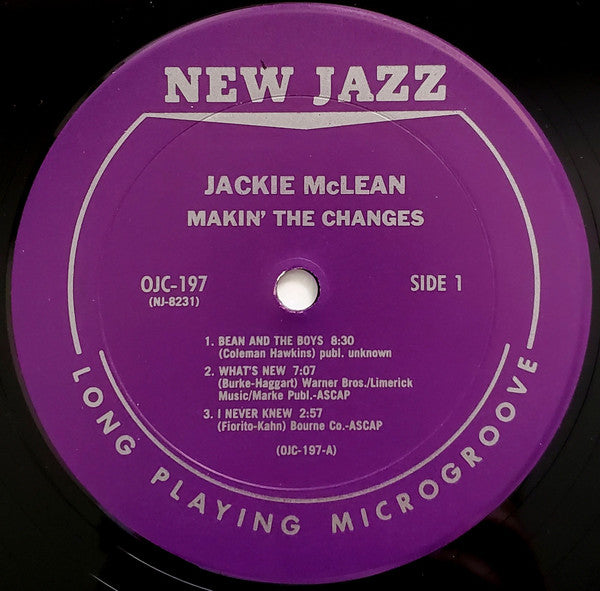 NEW JAZZ
JACKIE McLEAN
MAKIN' THE CHANGES
OJC-197
(NJ-8231)
SIDE 1
1. BEAN AND THE BOYS 8:30
(Coleman Hawkins) publ. unknown
2. WHAT'S NEW 7:07
(Burke-Haggart) Warner Bros./Limerick
Music/Marke Publ.-ASCAP
3. I NEVER KNEW 2:57
(Fiorito-Kahn) Bourne Co.-ASCAP
(OJC-197-A)
LONG PLAYING MICROGROOVE